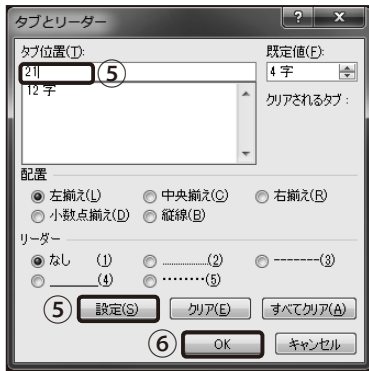 タブとリーダー
タブ位置(T): 既定値(F):
21 ⑤ 4 字
12 字 クリアされるタブ:
配置
左揃え(L) 中央揃え(C) 右揃え(R)
小数点揃え(D) 縦線(B)
リーダー
なし (1) ...............(2) -------(3)
______(4) ········(5)
⑤ 設定(S) クリア(E) すべてクリア(A)
⑥ OK キャンセル